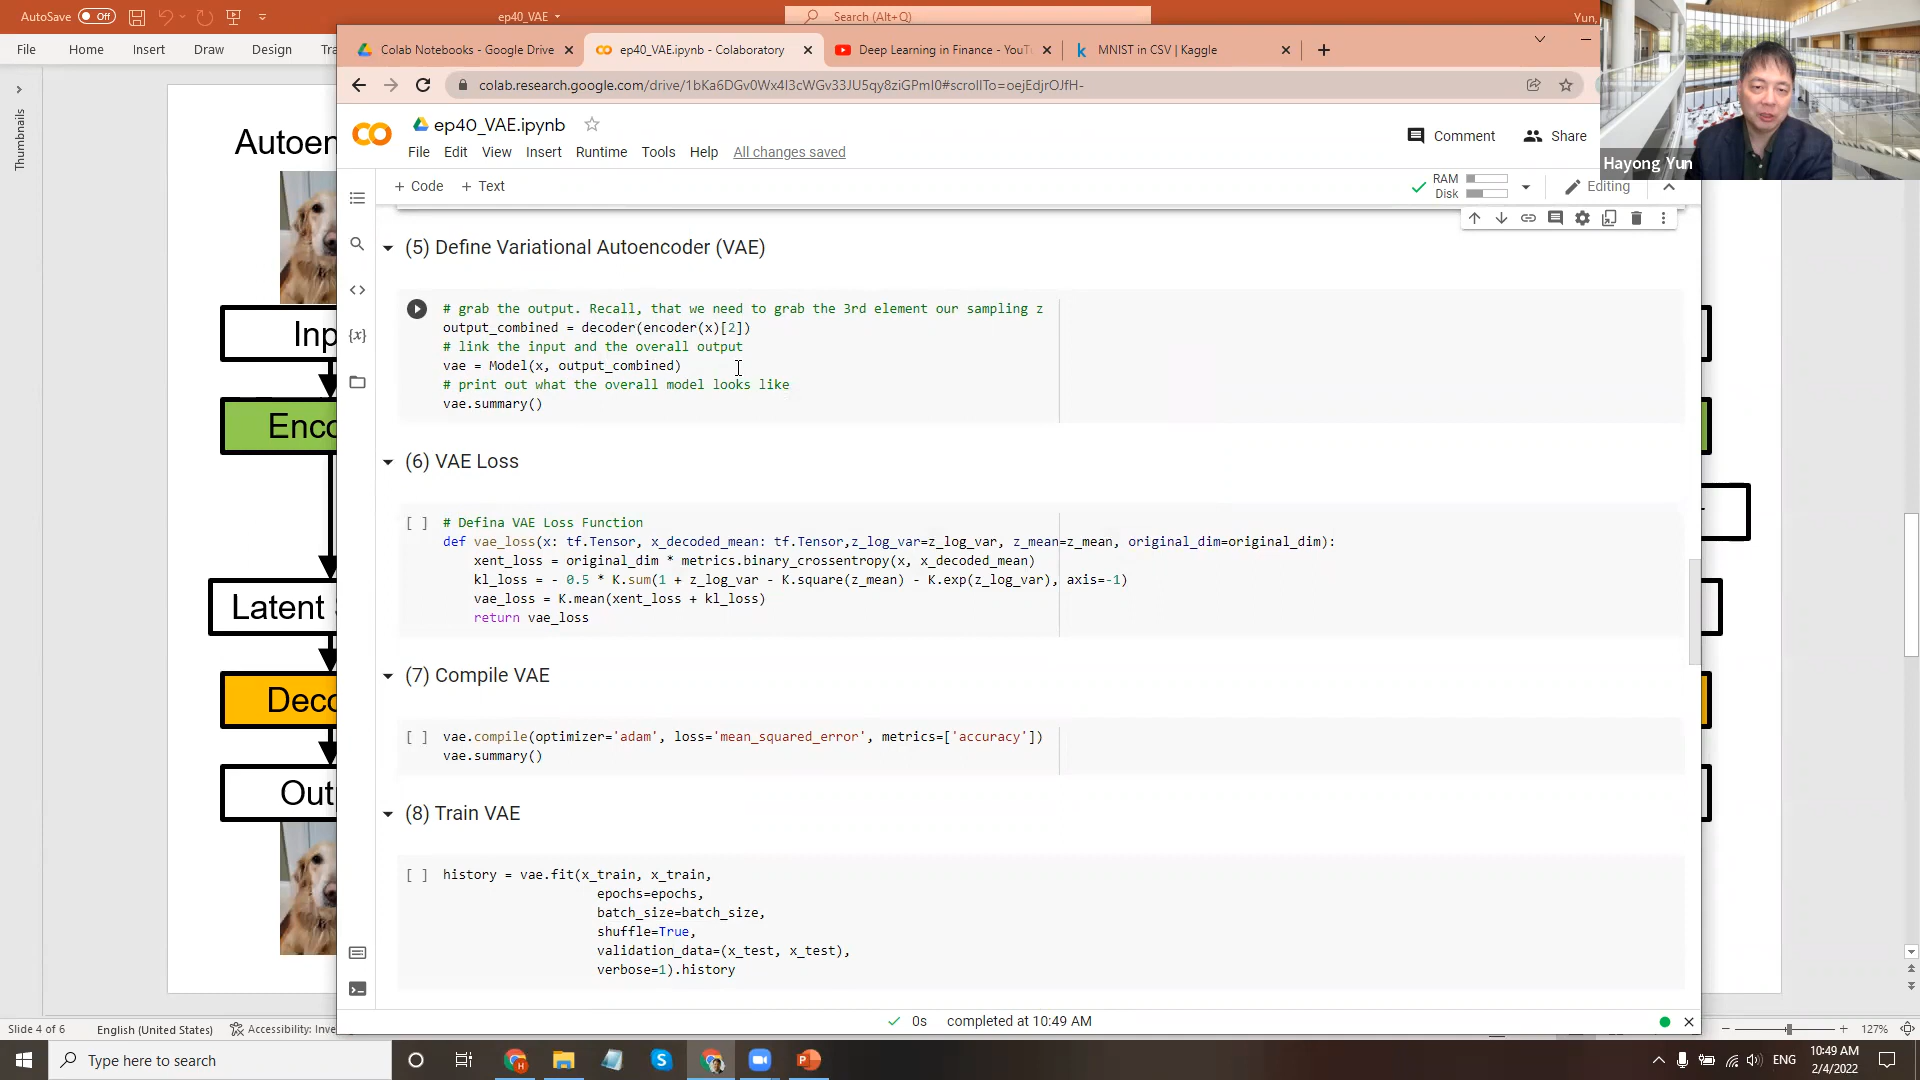 AutoSave Off
ep40_VAE
Search (Alt+Q)
Yun,
File Home Insert Draw Design
Colab Notebooks - Google Drive
ep40_VAE.ipynb - Colaboratory
Deep Learning in Finance - YouTu
MNIST in CSV | Kaggle
colab.research.google.com/drive/1bKa6DGv0Wx4I3cWGv33JU5qy8ziGPmI0#scrollTo=oejEdjrOJfH-
Hayong Yun
Thumbnails
ep40_VAE.ipynb
Comment
Share
File Edit View Insert Runtime Tools Help All changes saved
+ Code + Text
RAM
Disk
Editing
(5) Define Variational Autoencoder (VAE)
# grab the output. Recall, that we need to grab the 3rd element our sampling z
output_combined = decoder(encoder(x)[2])
# link the input and the overall output
vae = Model(x, output_combined)
# print out what the overall model looks like
vae.summary()
(6) VAE Loss
[ ] # Defina VAE Loss Function
def vae_loss(x: tf.Tensor, x_decoded_mean: tf.Tensor,z_log_var=z_log_var, z_mean=z_mean, original_dim=original_dim):
xent_loss = original_dim * metrics.binary_crossentropy(x, x_decoded_mean)
kl_loss = - 0.5 * K.sum(1 + z_log_var - K.square(z_mean) - K.exp(z_log_var), axis=-1)
vae_loss = K.mean(xent_loss + kl_loss)
return vae_loss
(7) Compile VAE
[ ] vae.compile(optimizer='adam', loss='mean_squared_error', metrics=['accuracy'])
vae.summary()
(8) Train VAE
[ ] history = vae.fit(x_train, x_train,
epochs=epochs,
batch_size=batch_size,
shuffle=True,
validation_data=(x_test, x_test),
verbose=1).history
0s completed at 10:49 AM
Autoen
Inp
Enco
Latent
Deco
Out
Slide 4 of 6
English (United States)
Accessibility: Inve
127%
Type here to search
ENG
10:49 AM
2/4/2022